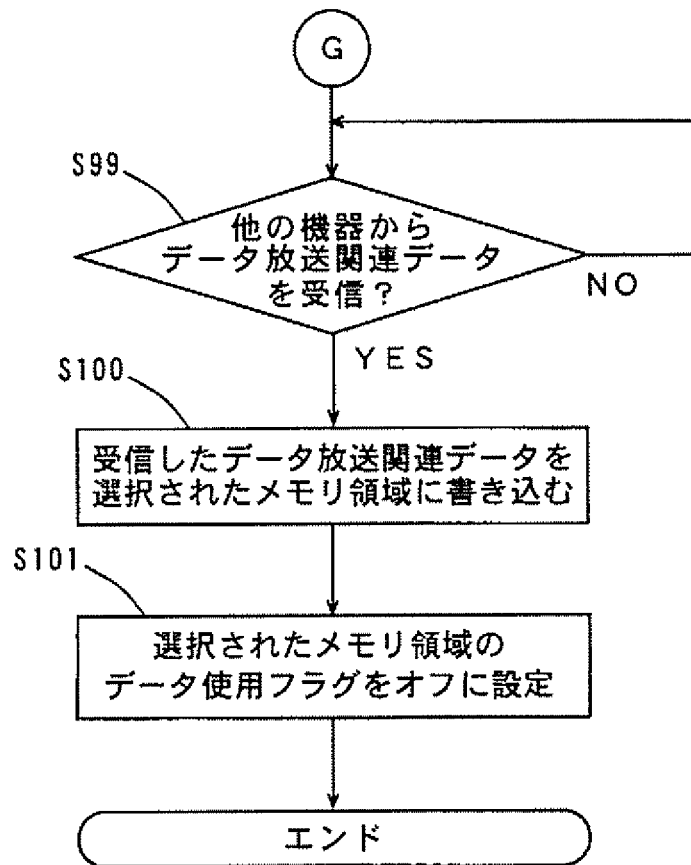 G
S99
他の機器から
データ放送関連データ
を受信？
NO
YES
S100
受信したデータ放送関連データを
選択されたメモリ領域に書き込む
S101
選択されたメモリ領域の
データ使用フラグをオフに設定
エンド